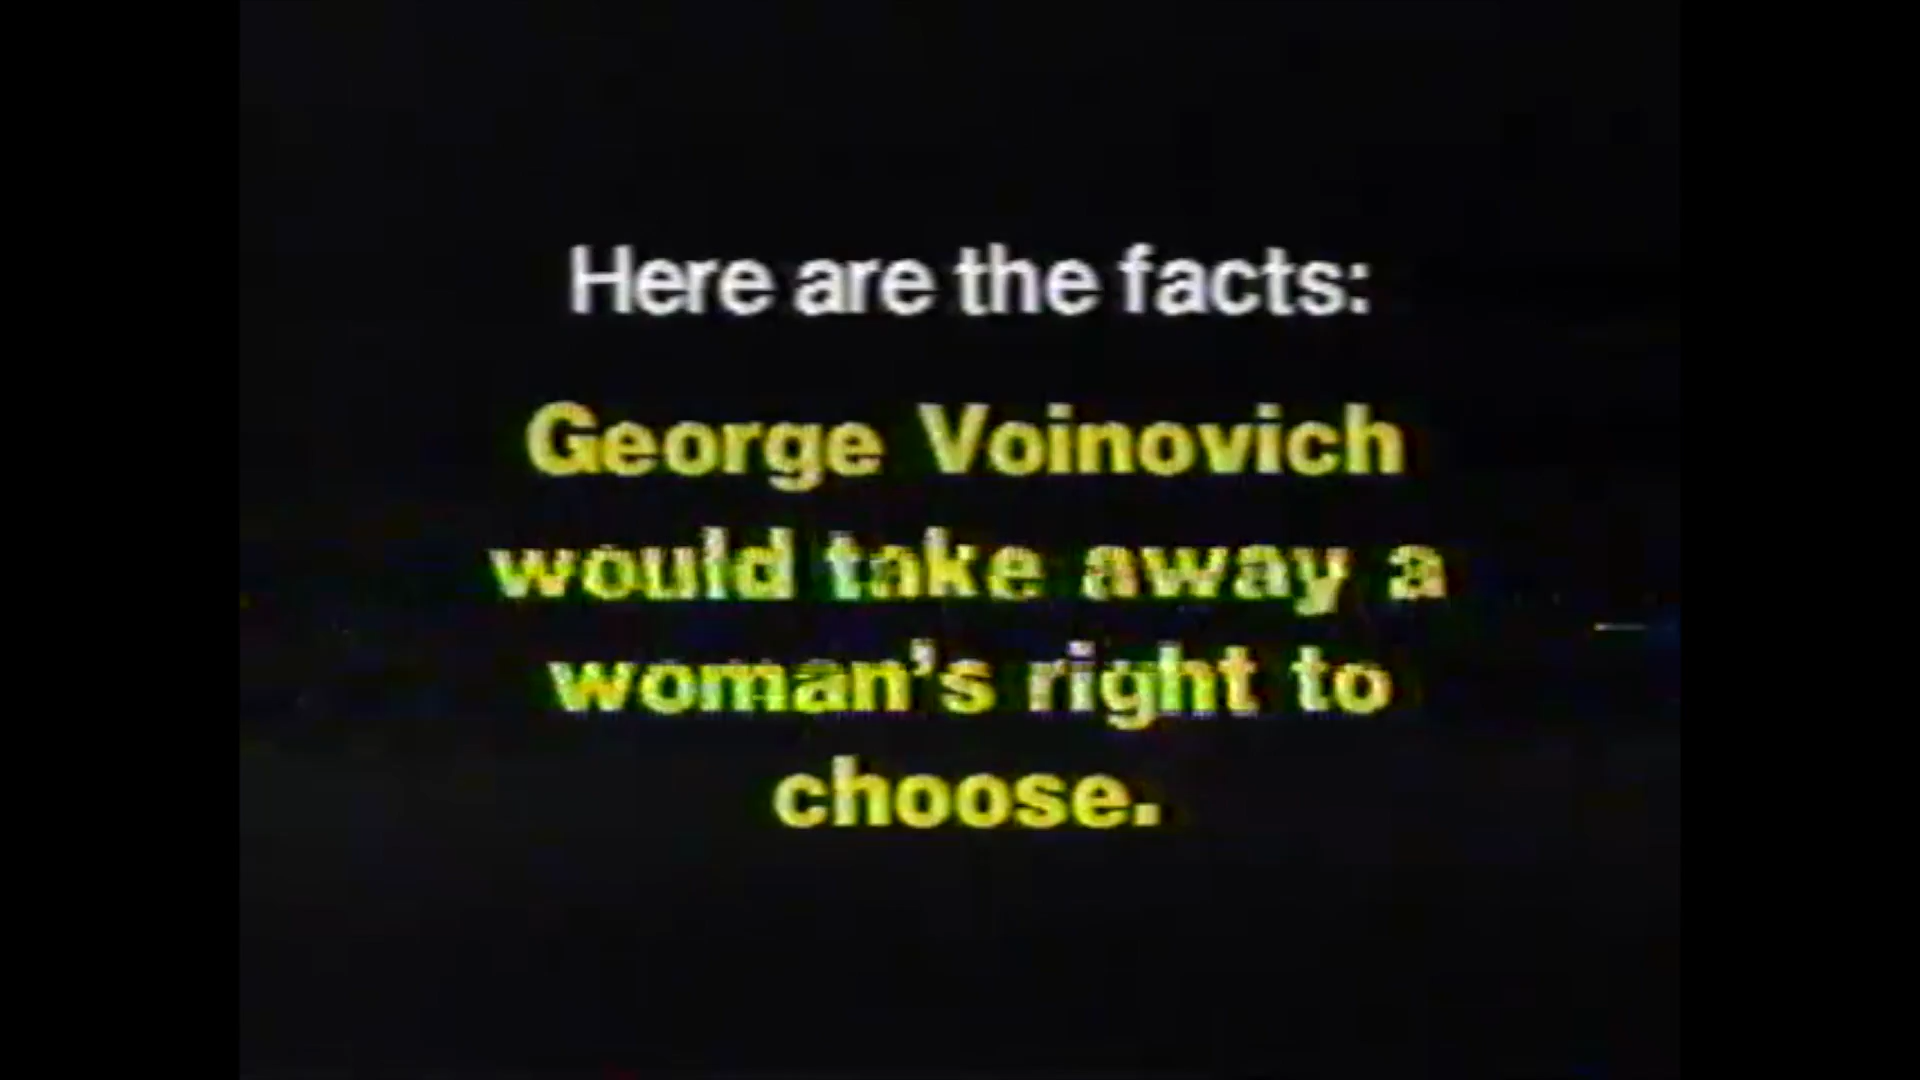 Here are the facts:
George Voinovich
would take away a
woman's right to
choose.